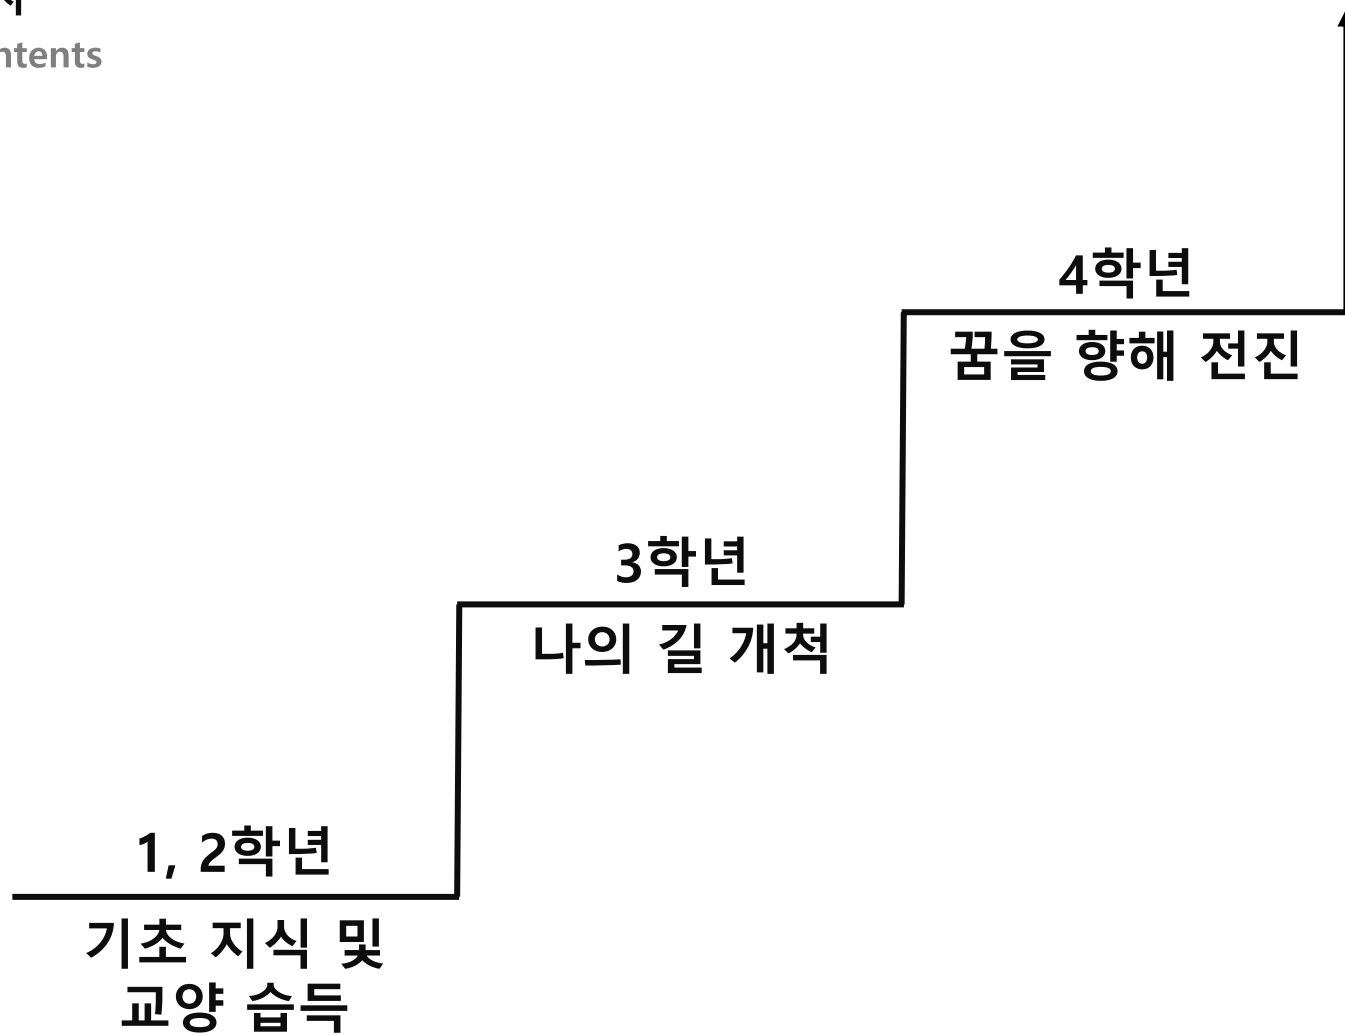 ntents
4학년
꿈을 향해 전진
3학년
나의 길 개척
1, 2학년
기초 지식 및
교양 습득